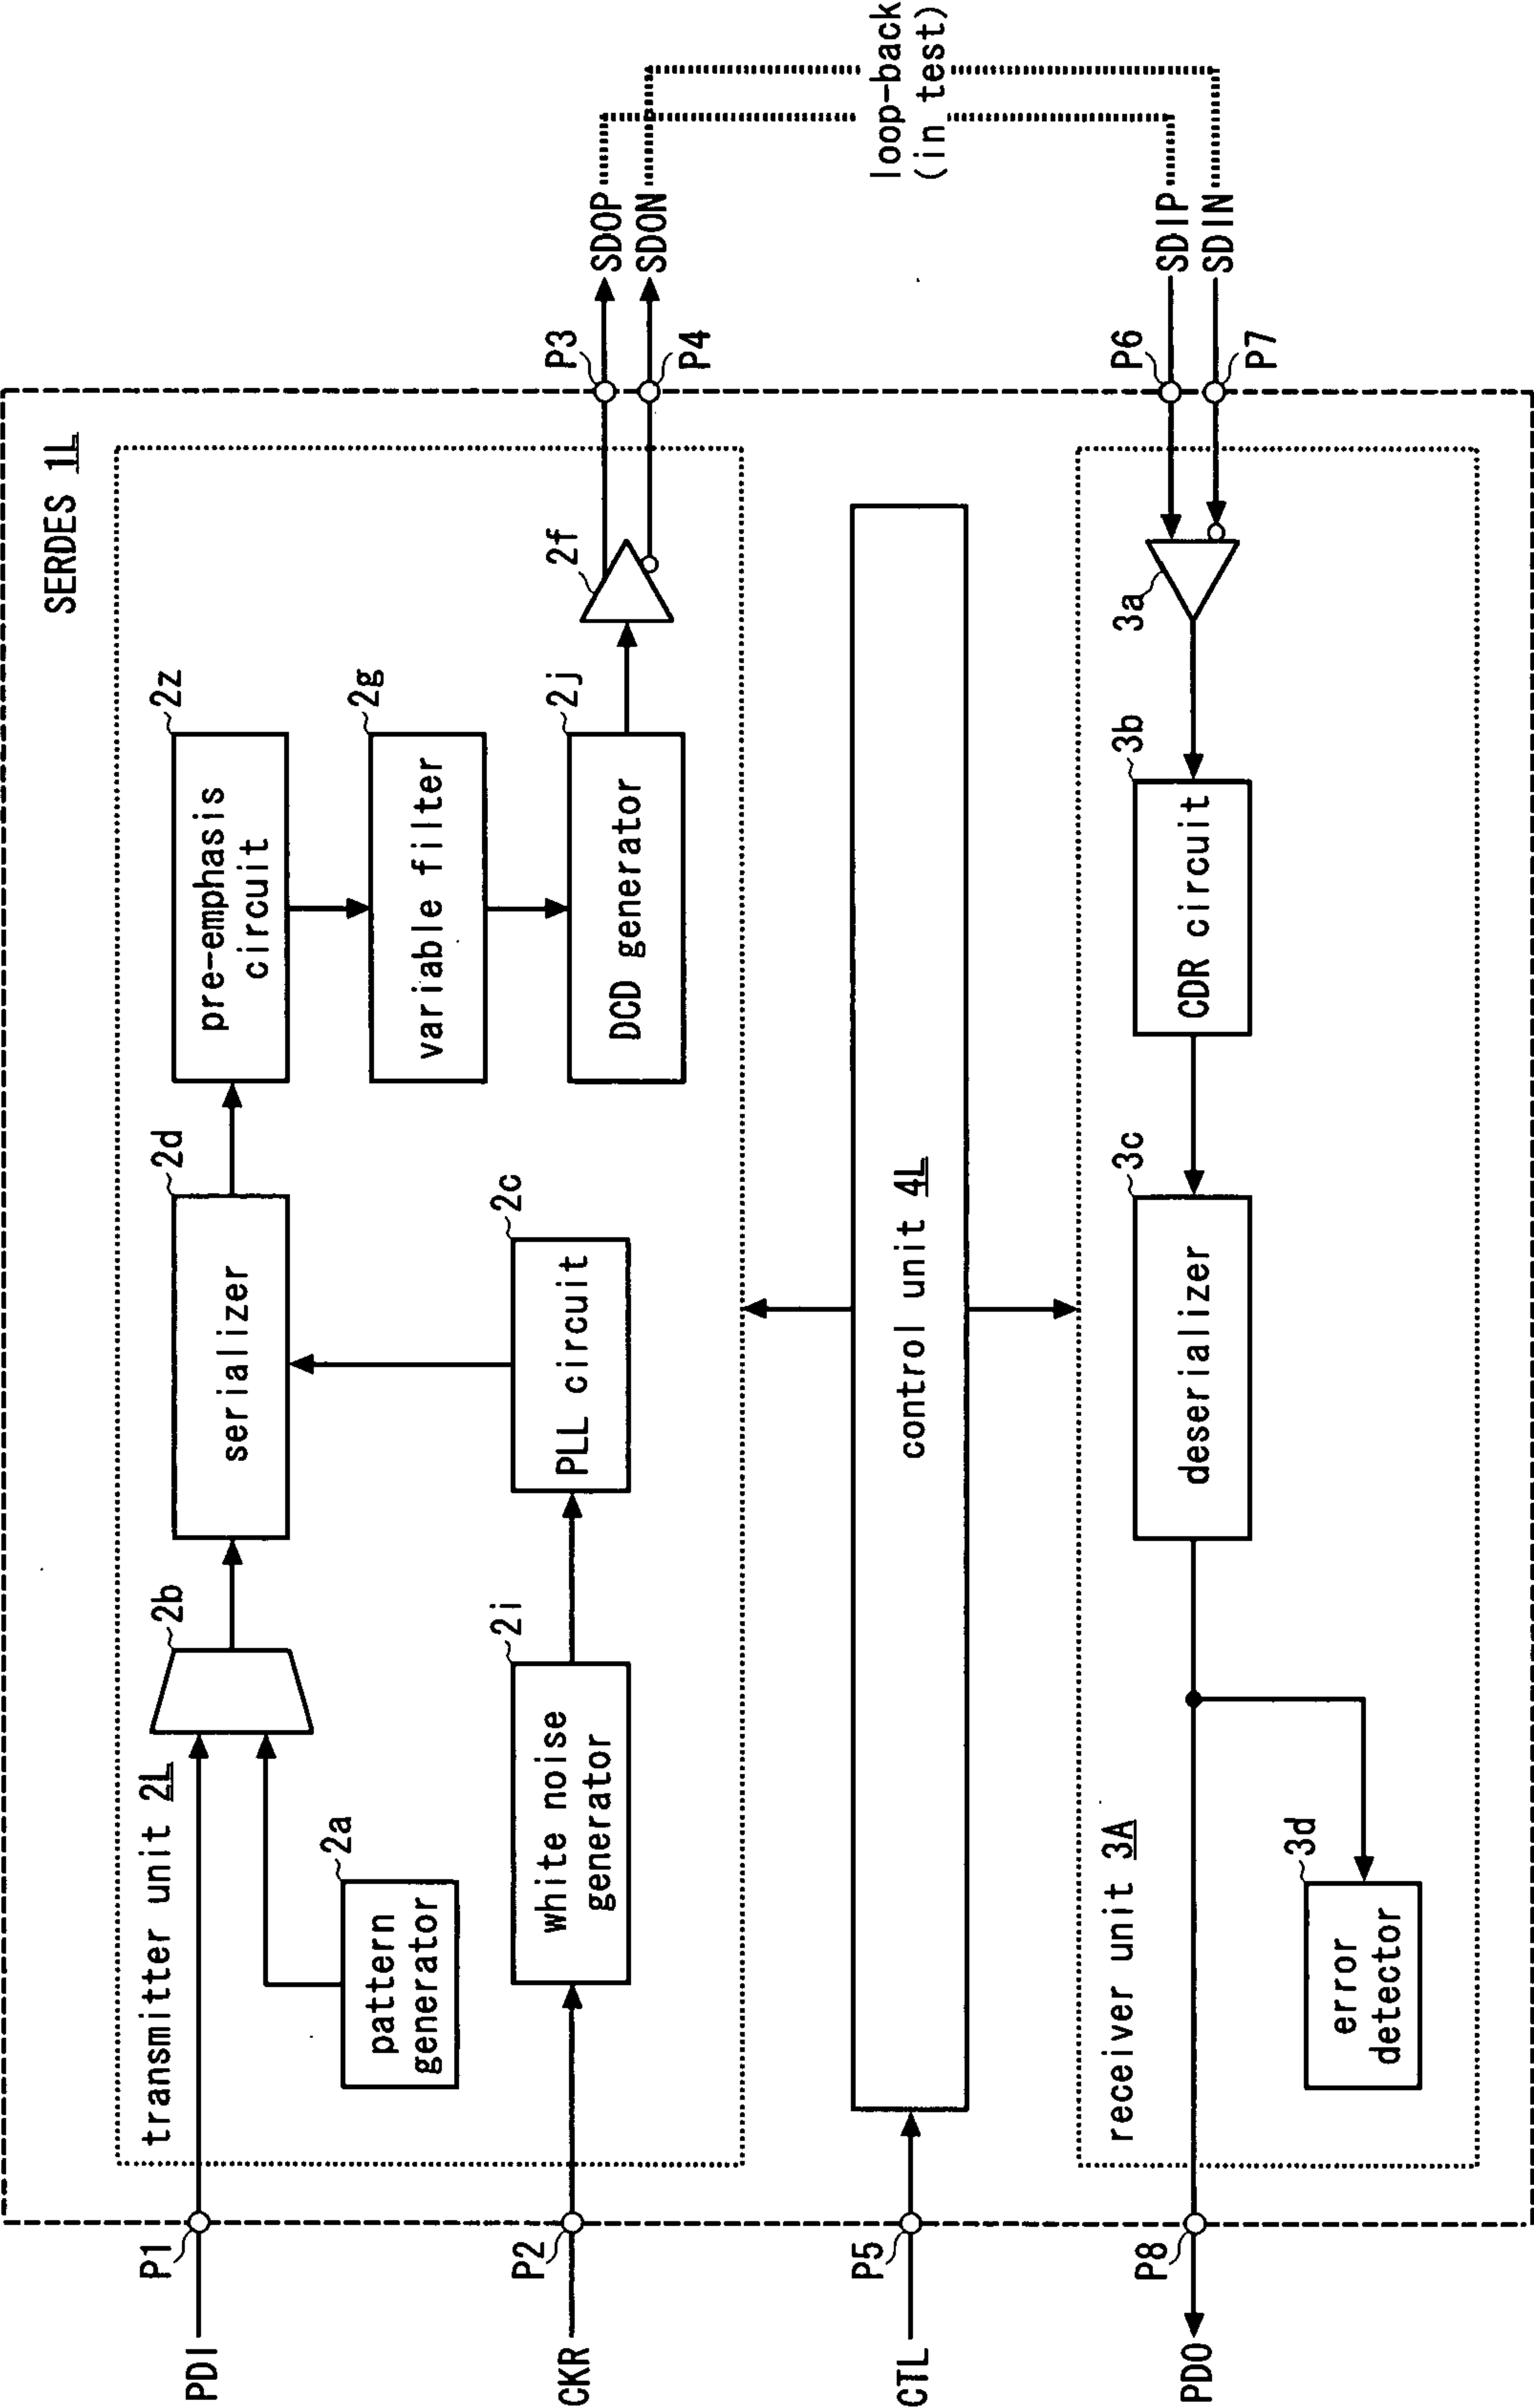 SERDES 1L
transmitter unit 2L
PDI
P1
2b
2d
serializer
2z
pre-emphasis
circuit
2a
pattern
generator
2g
variable filter
CKR
P2
2i
white noise
generator
2c
PLL circuit
2j
DCD generator
2f
P3
SDOP
P4
SDON
loop-back
(in test)
CTL
P5
control unit 4L
receiver unit 3A
PDO
P8
3c
deserializer
3b
CDR circuit
3a
P6
SDIP
P7
SDIN
3d
error
detector